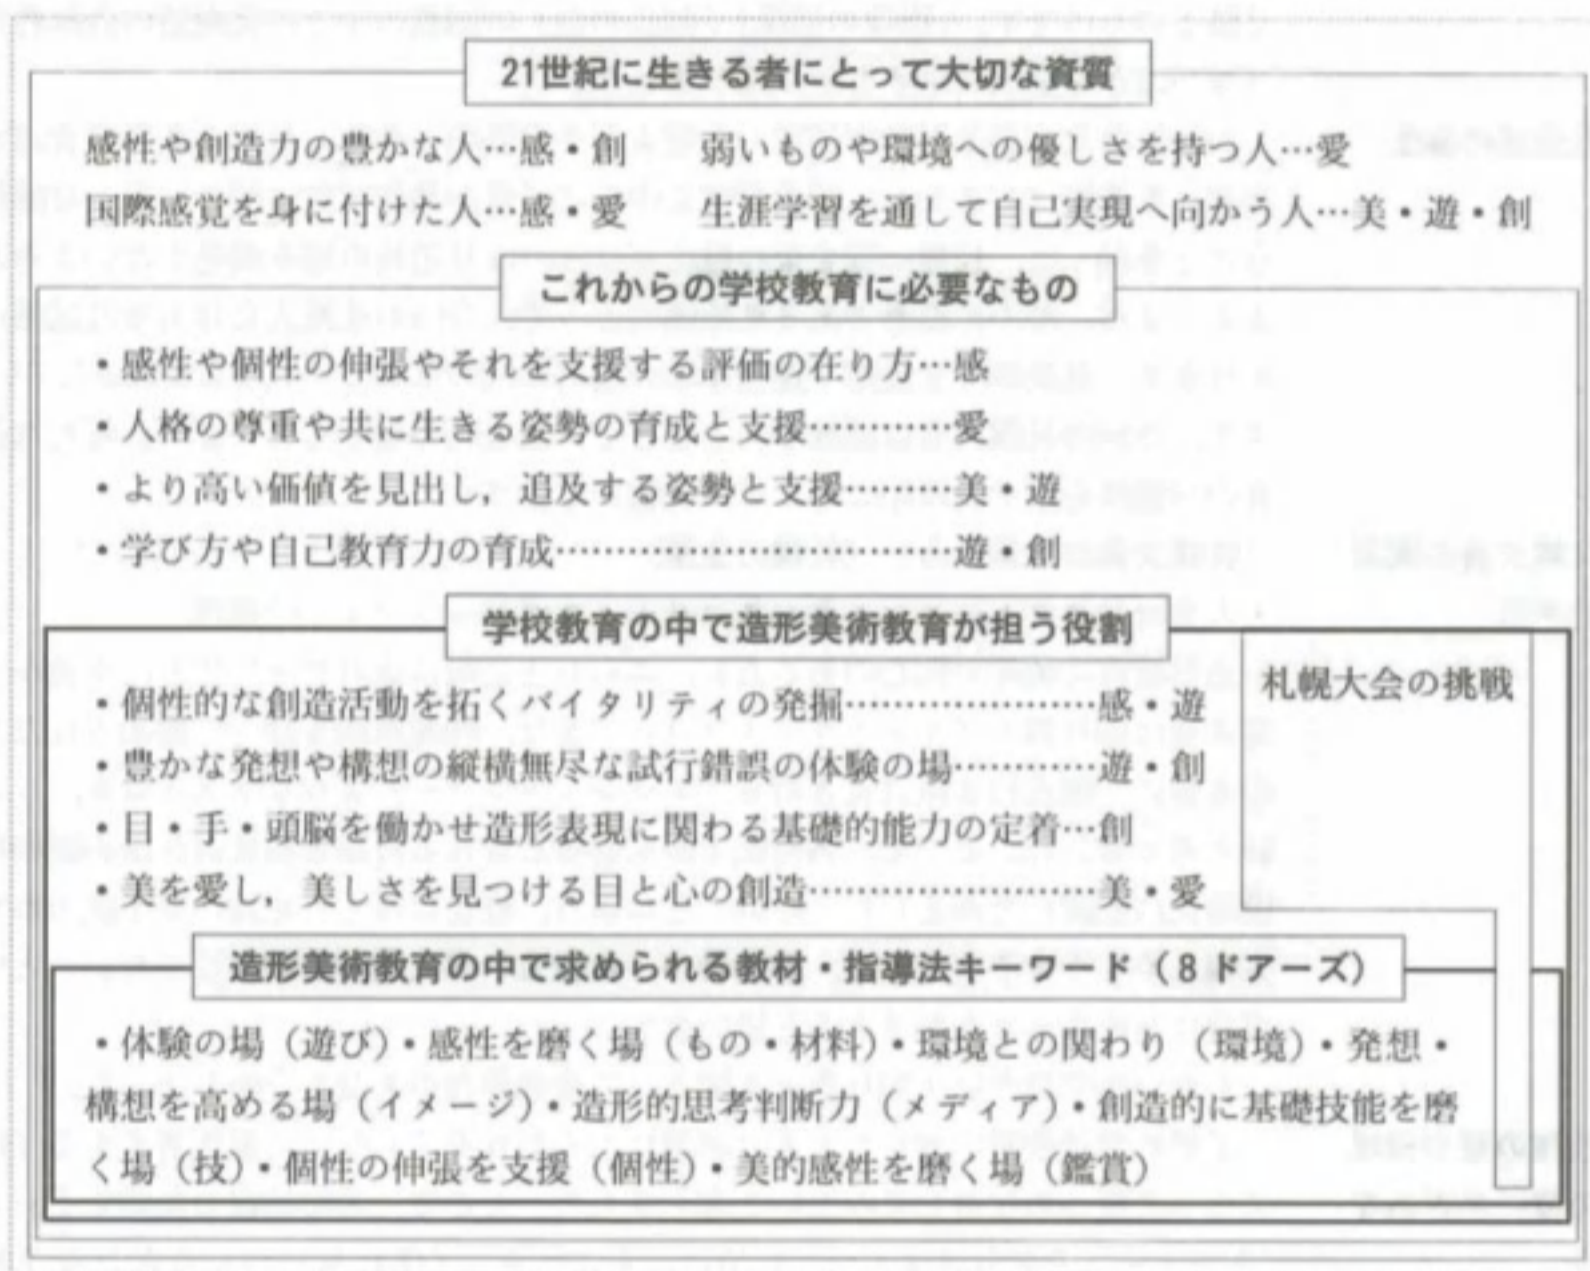 21世紀に生きる者にとって大切な資質
感性や創造力の豊かな人…感・創　弱いものや環境への優しさを持つ人…愛
国際感覚を身に付けた人…感・愛　生涯学習を通して自己実現へ向かう人…美・遊・創
これからの学校教育に必要なもの
・感性や個性の伸張やそれを支援する評価の在り方…感
・人格の尊重や共に生きる姿勢の育成と支援…………愛
・より高い価値を見出し，追及する姿勢と支援………美・遊
・学び方や自己教育力の育成………………………………遊・創
学校教育の中で造形美術教育が担う役割
札幌大会の挑戦
・個性的な創造活動を拓くバイタリティの発掘…………………感・遊
・豊かな発想や構想の縦横無尽な試行錯誤の体験の場…………遊・創
・目・手・頭脳を働かせ造形表現に関わる基礎的能力の定着…創
・美を愛し，美しさを見つける目と心の創造……………………美・愛
造形美術教育の中で求められる教材・指導法キーワード（８ドアーズ）
・体験の場（遊び）・感性を磨く場（もの・材料）・環境との関わり（環境）・発想・
構想を高める場（イメージ）・造形的思考判断力（メディア）・創造的に基礎技能を磨
く場（技）・個性の伸張を支援（個性）・美的感性を磨く場（鑑賞）